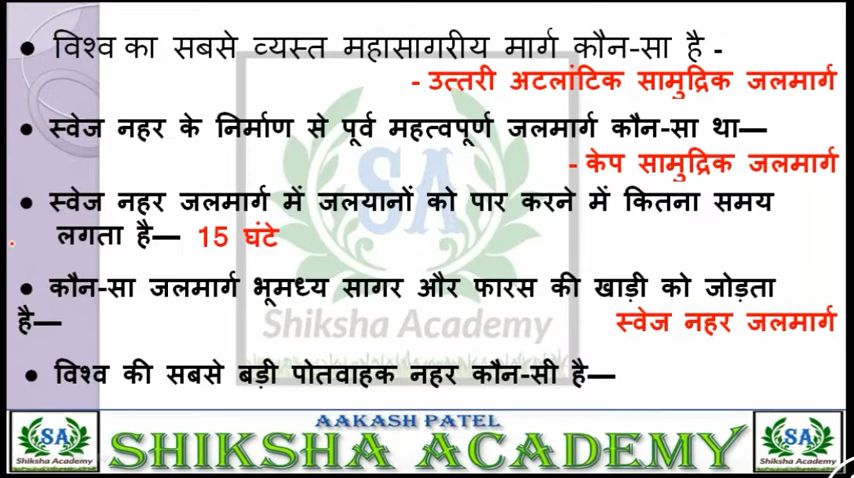 ● विश्व का सबसे व्यस्त महासागरीय मार्ग कौन-सा है -
- उत्तरी अटलांटिक सामुद्रिक जलमार्ग
● स्वेज नहर के निर्माण से पूर्व महत्वपूर्ण जलमार्ग कौन-सा था—
- केप सामुद्रिक जलमार्ग
● स्वेज नहर जलमार्ग में जलयानों को पार करने में कितना समय
लगता है— 15 घंटे
● कौन-सा जलमार्ग भूमध्य सागर और फारस की खाड़ी को जोड़ता
है— स्वेज नहर जलमार्ग
● विश्व की सबसे बड़ी पोतवाहक नहर कौन-सी है—
SA
Shiksha Academy
AAKASH PATEL
SHIKSHA ACADEMY
SA
Shiksha Academy
SA
Shiksha Academy